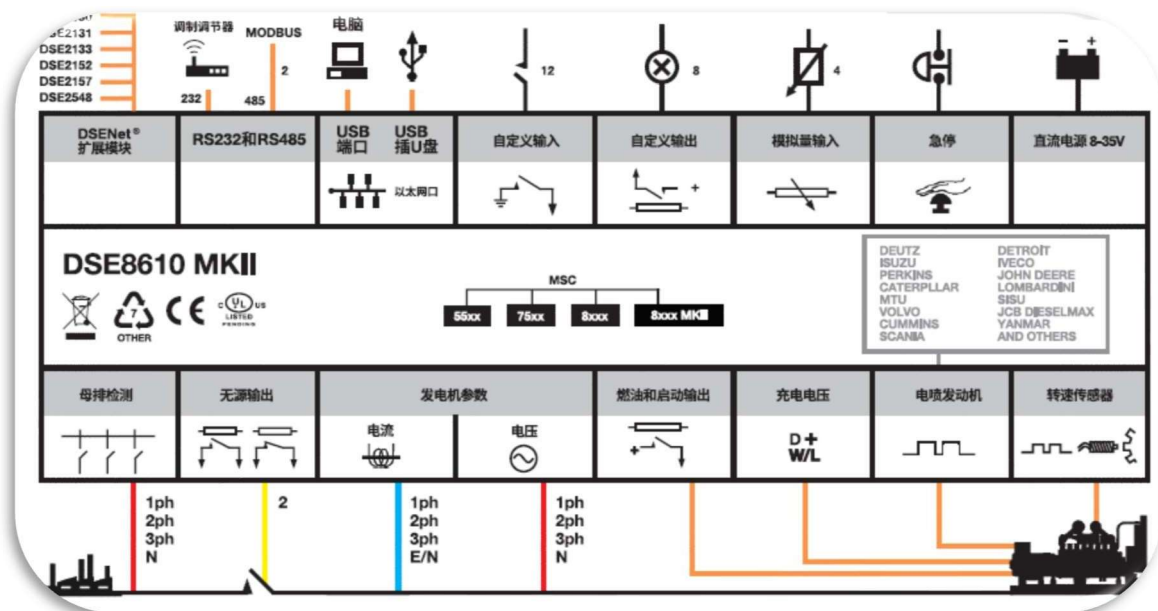 DSE2131
DSE2133
DSE2152
DSE2157
DSE2548
调制调节器
232
MODBUS
2
485
电脑
12
8
4
- +
DSENet®
扩展模块
RS232和RS485
USB
端口
USB
插U盘
以太网口
自定义输入
自定义输出
+
模拟量输入
急停
直流电源 8-35V
DSE8610 MKII
7
OTHER
CE
C UL US
LISTED
PENDING
MSC
55xx
75xx
8xxx
8xxx MKII
DEUTZ
ISUZU
PERKINS
CATERPLLAR
MTU
VOLVO
CUMMINS
SCANIA
DETROIT
IVECO
JOHN DEERE
LOMBARDINI
SISU
JCB DIESELMAX
YANMAR
AND OTHERS
母排检测
无源输出
发电机参数
电流
电压
燃油和启动输出
+
充电电压
D+
W/L
电喷发动机
转速传感器
1ph
2ph
3ph
N
2
1ph
2ph
3ph
E/N
1ph
2ph
3ph
N